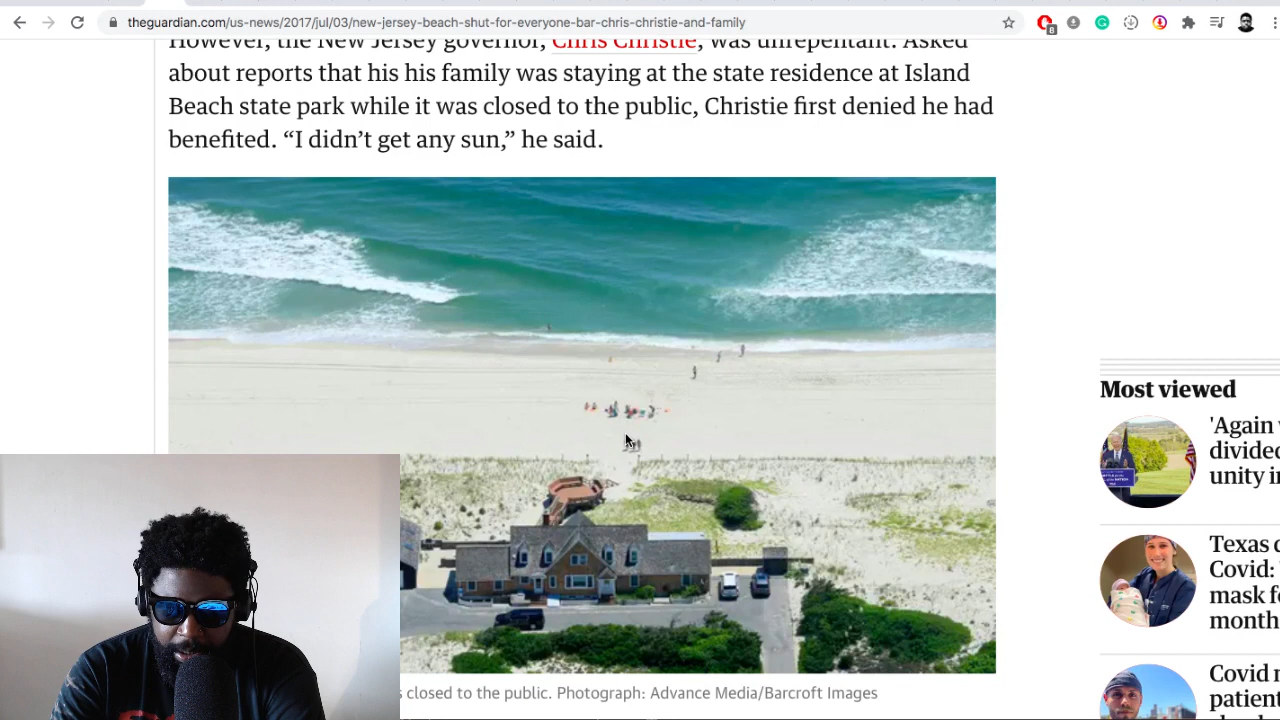 theguardian.com/us-news/2017/jul/03/new-jersey-beach-shut-for-everyone-bar-chris-christie-and-family
8
However, the New Jersey governor, Chris Christie, was unrepentant. Asked
about reports that his his family was staying at the state residence at Island
Beach state park while it was closed to the public, Christie first denied he had
benefited. “I didn’t get any sun,” he said.
closed to the public. Photograph: Advance Media/Barcroft Images
Most viewed
'Again
divided
unity
Texas
Covid:
mask
month
Covid
patient